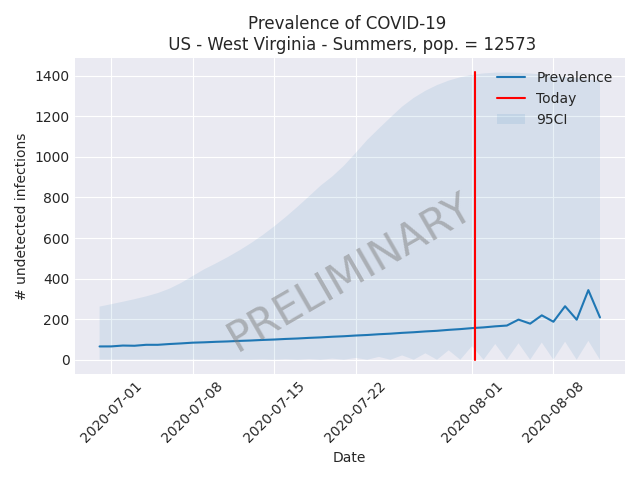 Prevalence of COVID-19
US - West Virginia - Summers, pop. = 12573
1400
1200
1000
800
600
400
200
0
# undetected infections
Prevalence
Today
95CI
PRELIMINARY
2020-07-01
2020-07-08
2020-07-15
2020-07-22
2020-08-01
2020-08-08
Date